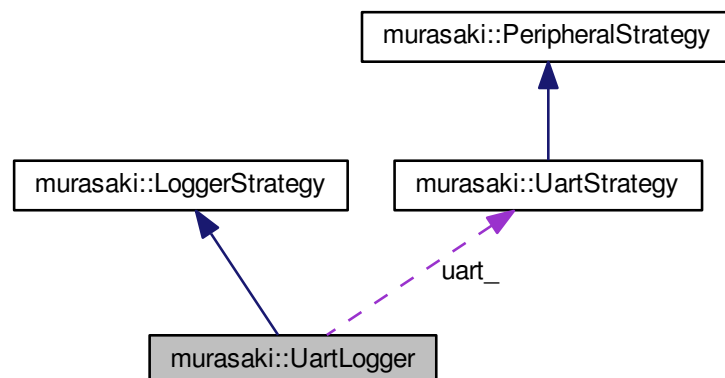 murasaki::PeripheralStrategy
murasaki::LoggerStrategy
murasaki::UartStrategy
uart_
murasaki::UartLogger